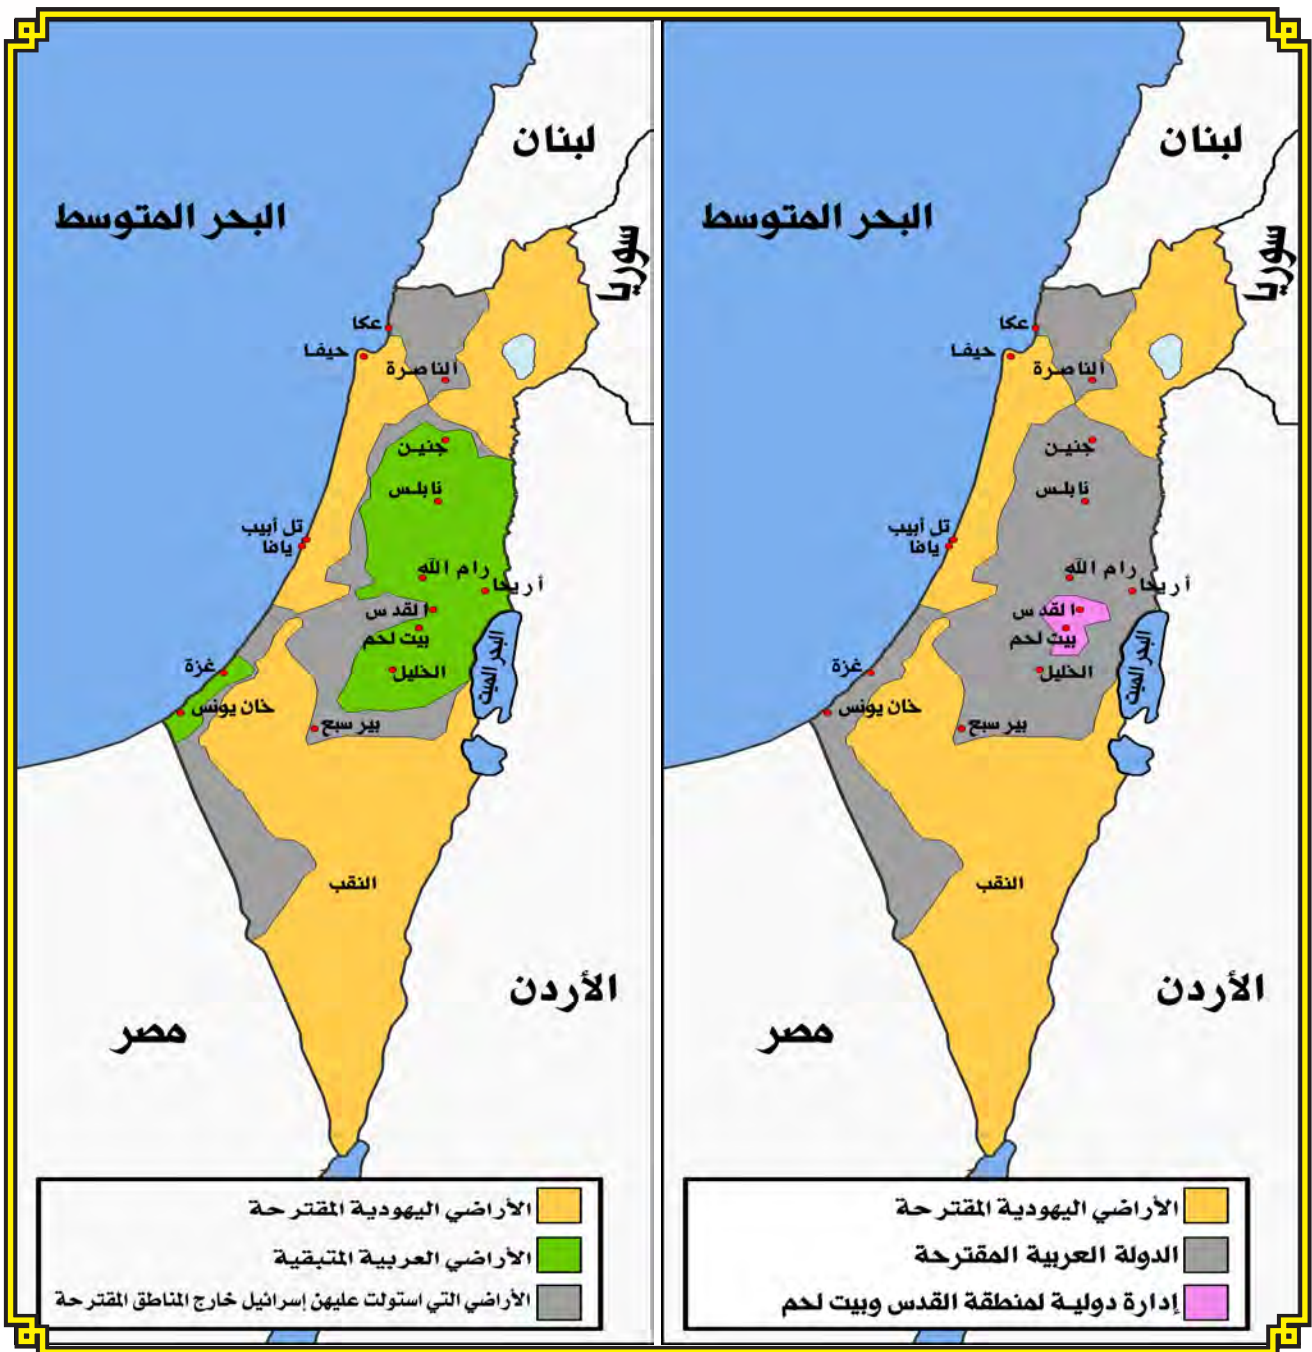 لبنان
البحر المتوسط
سوريا
عكا
حيفا
الناصرة
جنين
نابلس
تل أبيب
يافا
رام الله
أريحا
القدس
بيت لحم
البحر الميت
غزة
الخليل
خان يونس
بير سبع
النقب
الأردن
مصر
الأراضي اليهودية المقترحة
الدولة العربية المقترحة
إدارة دولية لمنطقة القدس وبيت لحم
لبنان
البحر المتوسط
سوريا
عكا
حيفا
الناصرة
جنين
نابلس
تل أبيب
يافا
رام الله
أريحا
القدس
بيت لحم
البحر الميت
غزة
الخليل
خان يونس
بير سبع
النقب
الأردن
مصر
الأراضي اليهودية المقترحة
الأراضي العربية المتبقية
الأراضي التي استولت عليهن إسرائيل خارج المناطق المقترحة